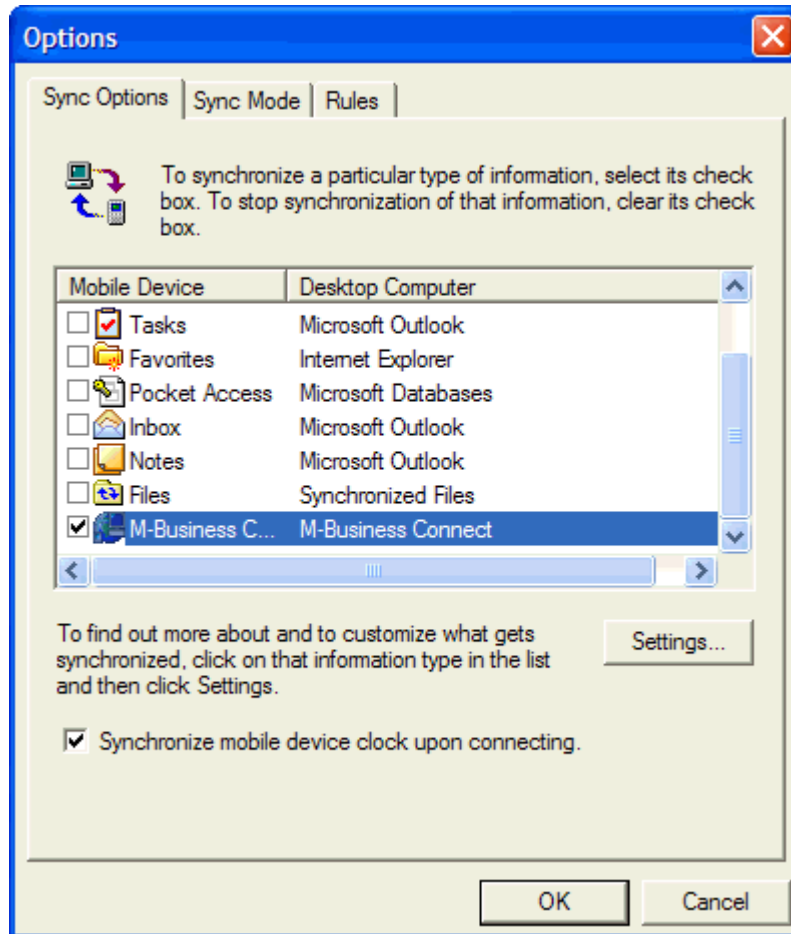 Options
Sync Options Sync Mode Rules
To synchronize a particular type of information, select its check
box. To stop synchronization of that information, clear its check
box.
Mobile Device Desktop Computer
Tasks Microsoft Outlook
Favorites Internet Explorer
Pocket Access Microsoft Databases
Inbox Microsoft Outlook
Notes Microsoft Outlook
Files Synchronized Files
M-Business C... M-Business Connect
To find out more about and to customize what gets
synchronized, click on that information type in the list
and then click Settings.
Settings...
Synchronize mobile device clock upon connecting.
OK Cancel